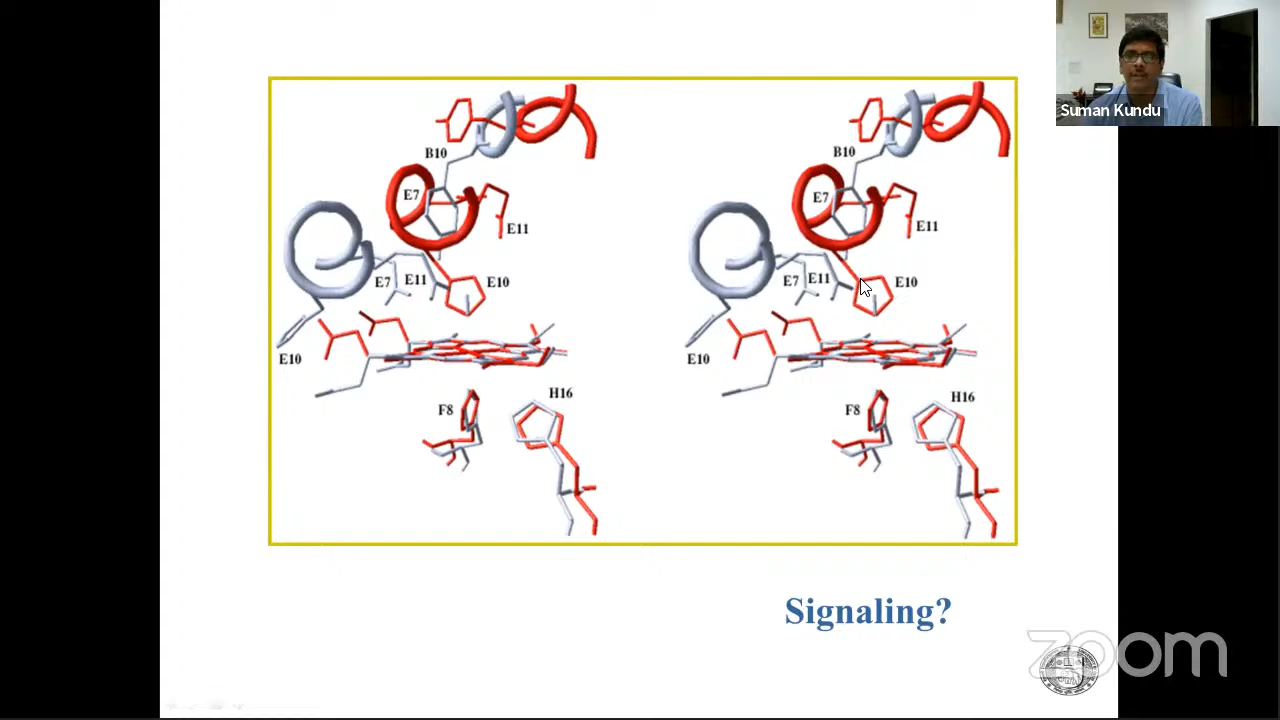 Suman Kundu
B10
E7
E11
E7
E11
E10
E10
F8
H16
B10
E7
E11
E7
E11
E10
E10
F8
H16
Signaling?
zoom